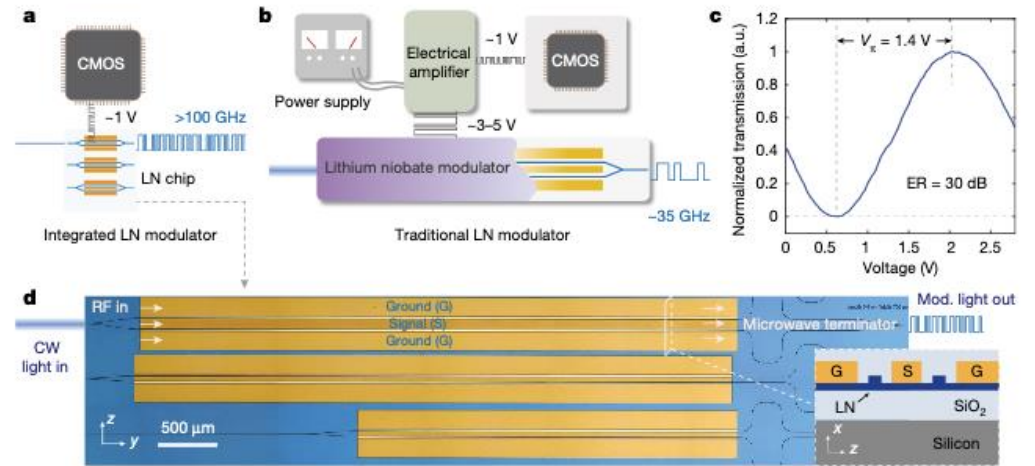 a
CMOS
~1 V
>100 GHz
LN chip
Integrated LN modulator
b
Power supply
Electrical
amplifier
~1 V
CMOS
~3–5 V
Lithium niobate modulator
~35 GHz
Traditional LN modulator
c
Normalized transmission (a.u.)
1.2
1.0
0.8
0.6
0.4
0.2
0
Vπ = 1.4 V
ER = 30 dB
0
0.5
1.0
1.5
2.0
2.5
Voltage (V)
d
RF in
Ground (G)
Signal (S)
Ground (G)
Microwave terminator
Mod. light out
CW
light in
z
y
500 μm
G
S
G
LN
SiO2
x
z
Silicon